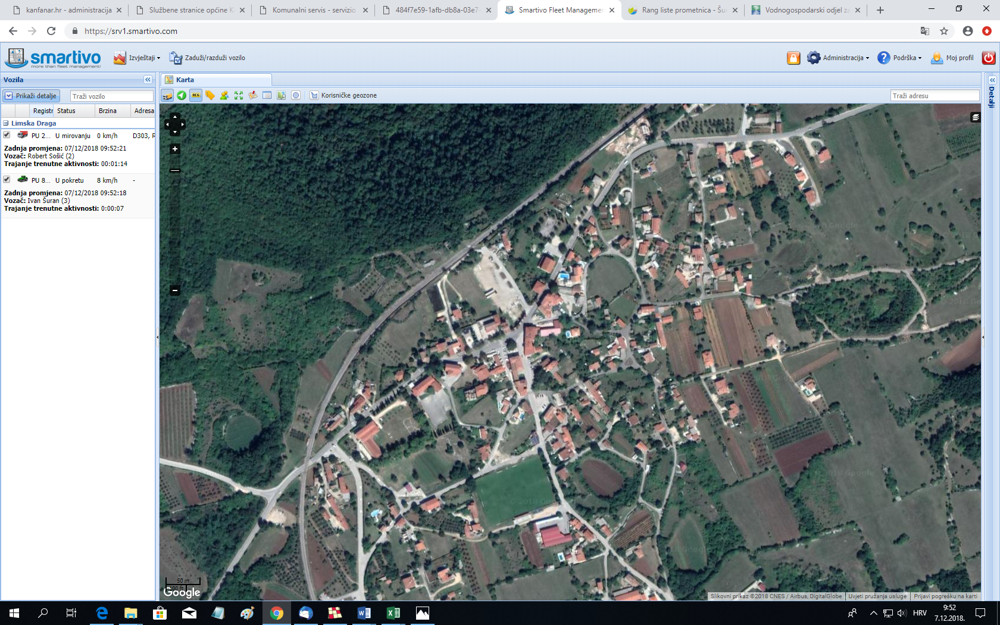 kanfanar.hr - administracija
Službene stranice općine K
Komunalni servis - servizio
484f7e59-1afb-db8a-03e7-
Smartivo Fleet Management
Rang liste prometnica - Šu
Vodnogospodarski odjel za
https://srv1.smartivo.com
smartivo
more than fleet management!
Izvještaji
Zaduži/razduži vozilo
Administracija
Podrška
Moj profil
Vozila
Karta
Detalji
Prikaži detalje
Traži vozilo
REG
Korisničke geozone
Traži adresu
Registr Status Brzina Adresa
Limska Draga
PU 2... U mirovanju 0 km/h D303, R
Zadnja promjena: 07/12/2018 09:52:21
Vozač: Robert Sošić (2)
Trajanje trenutne aktivnosti: 00:01:14
PU 8... U pokretu 8 km/h -
Zadnja promjena: 07/12/2018 09:52:18
Vozač: Ivan Šuran (3)
Trajanje trenutne aktivnosti: 0:00:07
50 m
Google
Slikovni prikaz ©2018 CNES / Airbus, DigitalGlobe
Uvjeti pružanja usluge
Prijavi pogrešku na karti
HRV
9:52
7.12.2018.